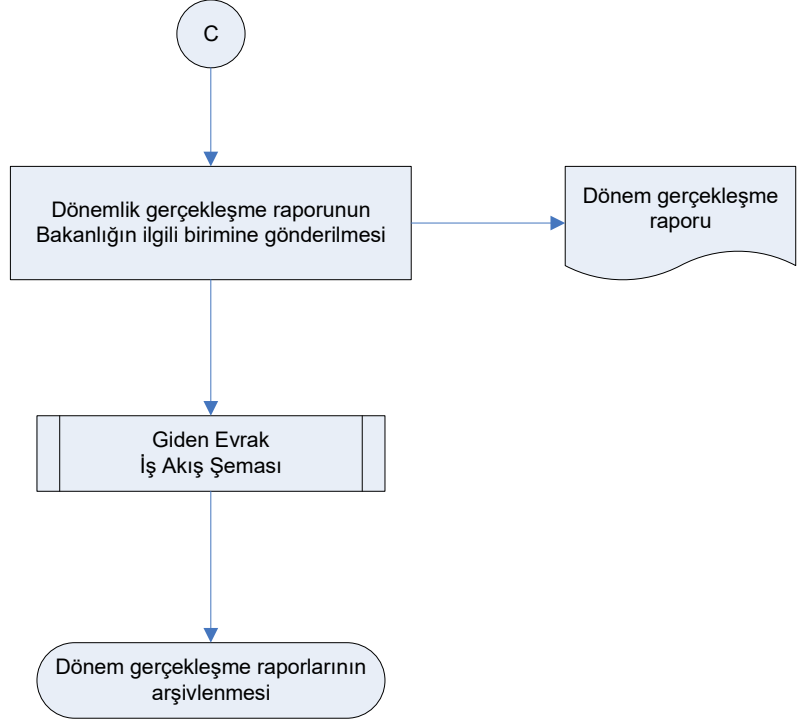 C
Dönemlik gerçekleşme raporunun
Bakanlığın ilgili birimine gönderilmesi
Dönem gerçekleşme
raporu
Giden Evrak
İş Akış Şeması
Dönem gerçekleşme raporlarının
arşivlenmesi